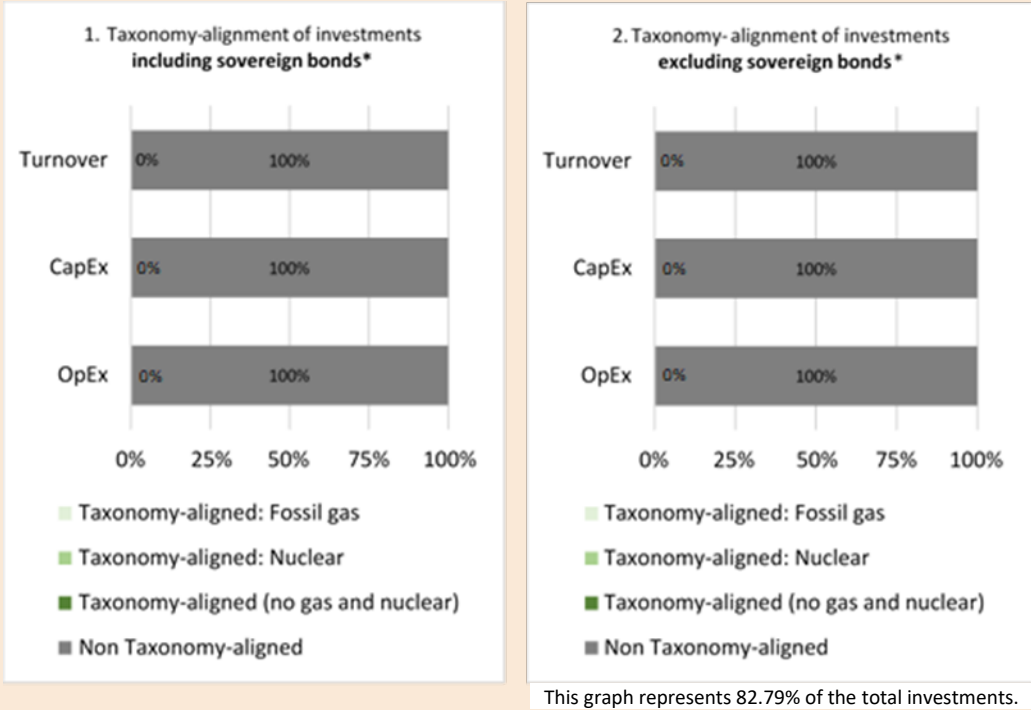 1. Taxonomy-alignment of investments
including sovereign bonds*
Turnover 0% 100%
CapEx 0% 100%
OpEx 0% 100%
0% 25% 50% 75% 100%
Taxonomy-aligned: Fossil gas
Taxonomy-aligned: Nuclear
Taxonomy-aligned (no gas and nuclear)
Non Taxonomy-aligned
2. Taxonomy- alignment of investments
excluding sovereign bonds*
Turnover 0% 100%
CapEx 0% 100%
OpEx 0% 100%
0% 25% 50% 75% 100%
Taxonomy-aligned: Fossil gas
Taxonomy-aligned: Nuclear
Taxonomy-aligned (no gas and nuclear)
Non Taxonomy-aligned
This graph represents 82.79% of the total investments.